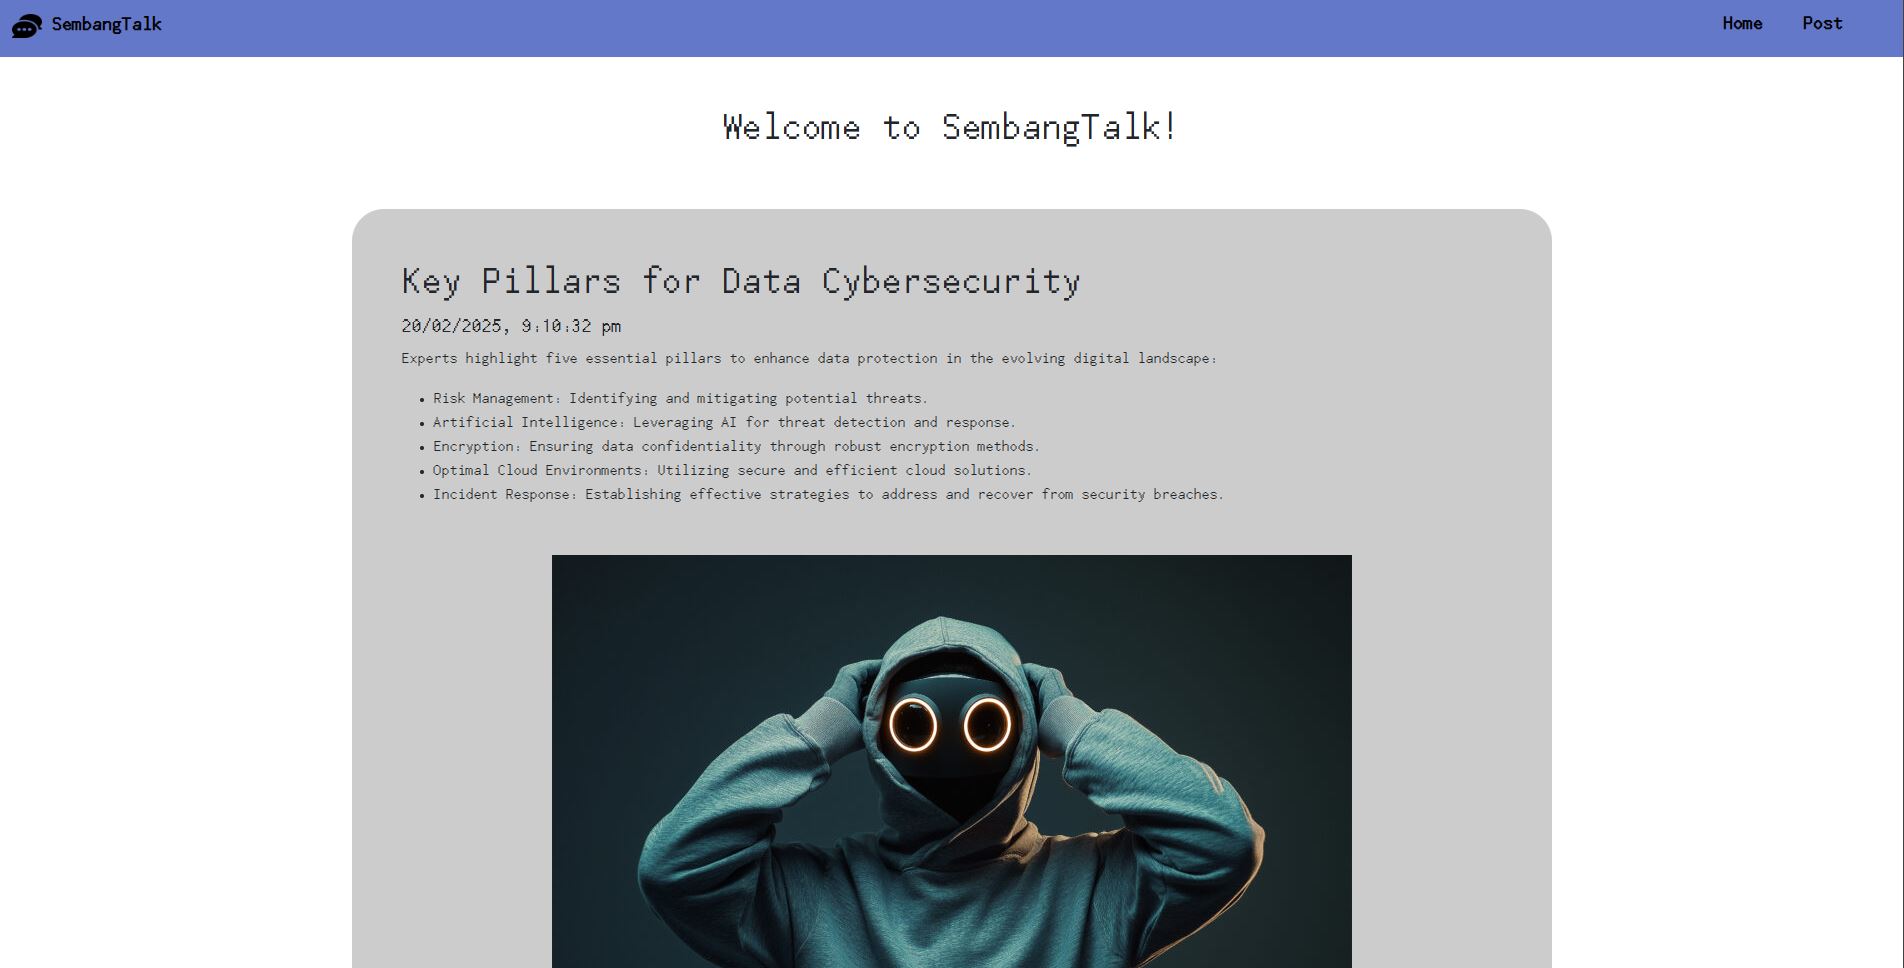 SembangTalk
Home Post
Welcome to SembangTalk!
Key Pillars for Data Cybersecurity
20/02/2025, 9:10:32 pm
Experts highlight five essential pillars to enhance data protection in the evolving digital landscape:
• Risk Management: Identifying and mitigating potential threats.
• Artificial Intelligence: Leveraging AI for threat detection and response.
• Encryption: Ensuring data confidentiality through robust encryption methods.
• Optimal Cloud Environments: Utilizing secure and efficient cloud solutions.
• Incident Response: Establishing effective strategies to address and recover from security breaches.